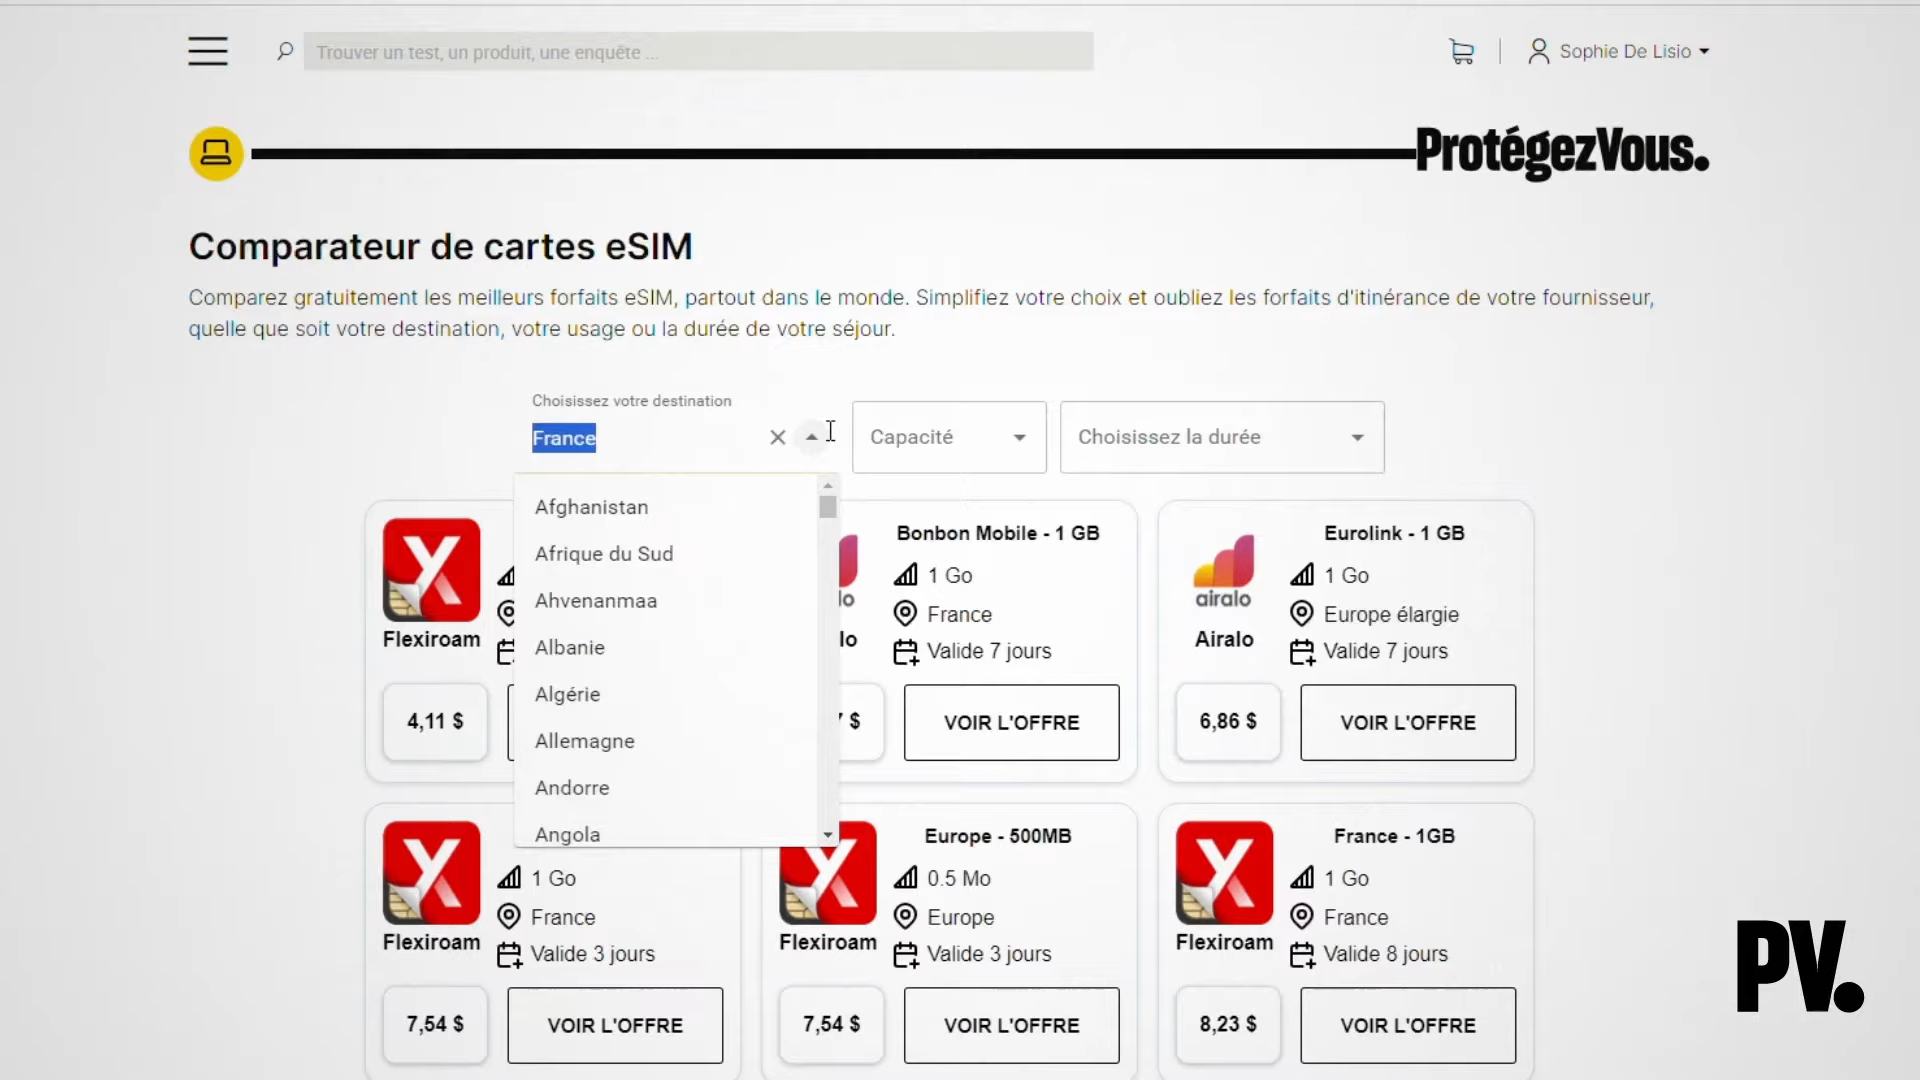 Trouver un test, un produit, une enquête ...
Sophie De Lisio
ProtégezVous.
Comparateur de cartes eSIM
Comparez gratuitement les meilleurs forfaits eSIM, partout dans le monde. Simplifiez votre choix et oubliez les forfaits d'itinérance de votre fournisseur,
quelle que soit votre destination, votre usage ou la durée de votre séjour.
Choisissez votre destination
France
Capacité
Choisissez la durée
Afghanistan
Afrique du Sud
Ahvenanmaa
Albanie
Algérie
Allemagne
Andorre
Angola
Flexiroam
4,11 $
Bonbon Mobile - 1 GB
1 Go
France
Valide 7 jours
lo
lo
$
VOIR L'OFFRE
Eurolink - 1 GB
airalo
1 Go
Europe élargie
Valide 7 jours
Airalo
6,86 $
VOIR L'OFFRE
1 Go
France
Valide 3 jours
Flexiroam
7,54 $
VOIR L'OFFRE
Europe - 500MB
0.5 Mo
Europe
Valide 3 jours
Flexiroam
7,54 $
VOIR L'OFFRE
France - 1GB
1 Go
France
Valide 8 jours
Flexiroam
8,23 $
VOIR L'OFFRE
PV.